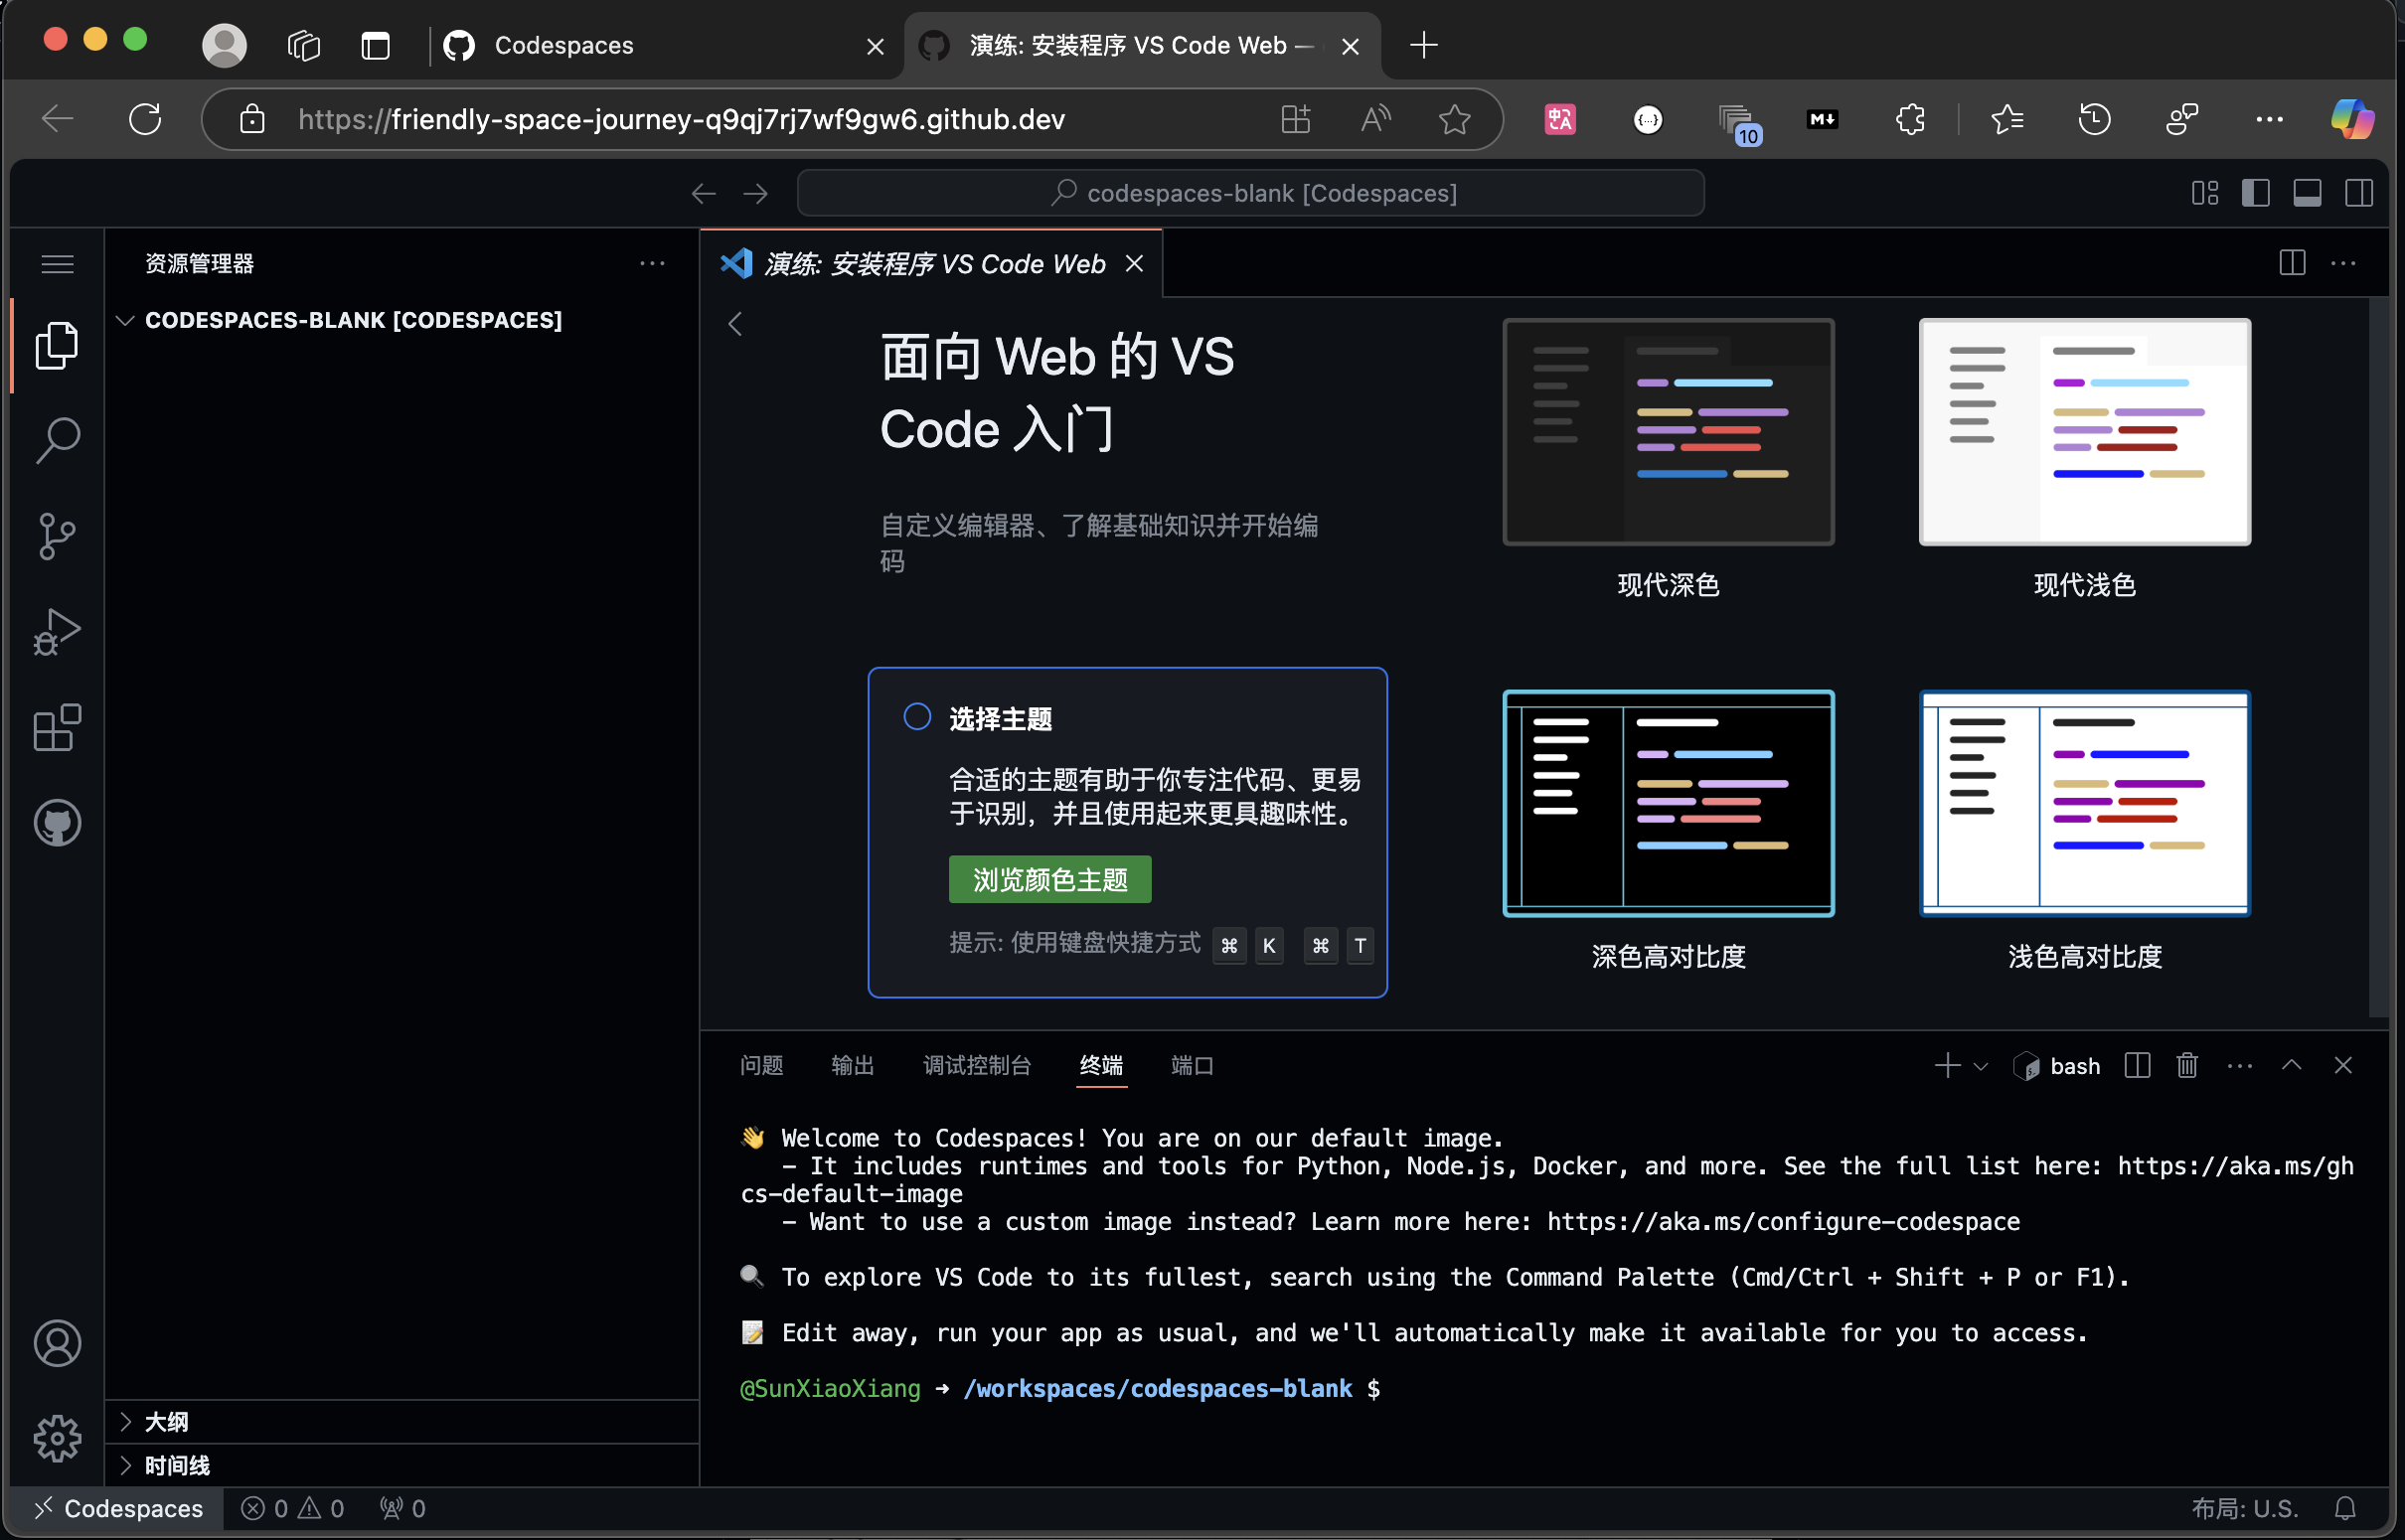 Codespaces
演练: 安装程序 VS Code Web —
https://friendly-space-journey-q9qj7rj7wf9gw6.github.dev
中A
{...}
10
M↓
codespaces-blank [Codespaces]
资源管理器
CODESPACES-BLANK [CODESPACES]
大纲
时间线
演练: 安装程序 VS Code Web
面向 Web 的 VS
Code 入门
自定义编辑器、了解基础知识并开始编
码
选择主题
合适的主题有助于你专注代码、更易
于识别，并且使用起来更具趣味性。
浏览颜色主题
提示: 使用键盘快捷方式 ⌘ K ⌘ T
现代深色
现代浅色
深色高对比度
浅色高对比度
问题 输出 调试控制台 终端 端口
bash
👋 Welcome to Codespaces! You are on our default image.
- It includes runtimes and tools for Python, Node.js, Docker, and more. See the full list here: https://aka.ms/gh
cs-default-image
- Want to use a custom image instead? Learn more here: https://aka.ms/configure-codespace
🔍 To explore VS Code to its fullest, search using the Command Palette (Cmd/Ctrl + Shift + P or F1).
📝 Edit away, run your app as usual, and we'll automatically make it available for you to access.
@SunXiaoXiang ➜ /workspaces/codespaces-blank $
Codespaces 0 0 0
布局: U.S.